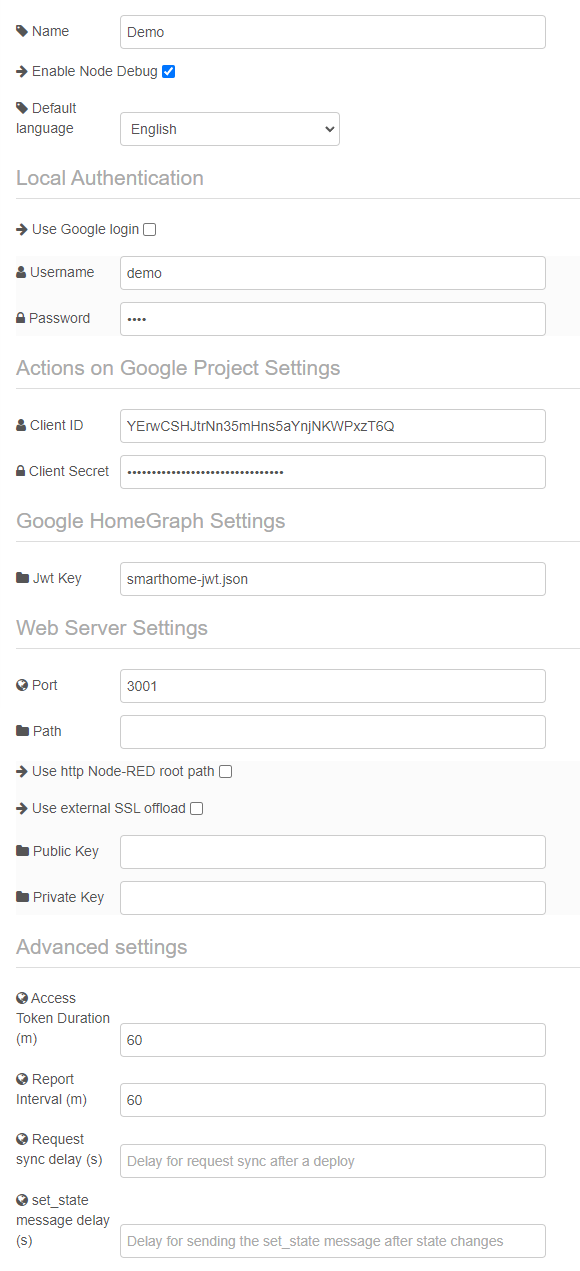 Name
Demo
Enable Node Debug
Default
language
English
Local Authentication
Use Google login
Username
demo
Password
••••
Actions on Google Project Settings
Client ID
YErwCSHJtrNn35mHns5aYnjNKWPxzT6Q
Client Secret
••••••••••••••••••••••••••••••••
Google HomeGraph Settings
Jwt Key
smarthome-jwt.json
Web Server Settings
Port
3001
Path
Use http Node-RED root path
Use external SSL offload
Public Key
Private Key
Advanced settings
Access
Token Duration
(m)
60
Report
Interval (m)
60
Request
sync delay (s)
Delay for request sync after a deploy
set_state
message delay
(s)
Delay for sending the set_state message after state changes